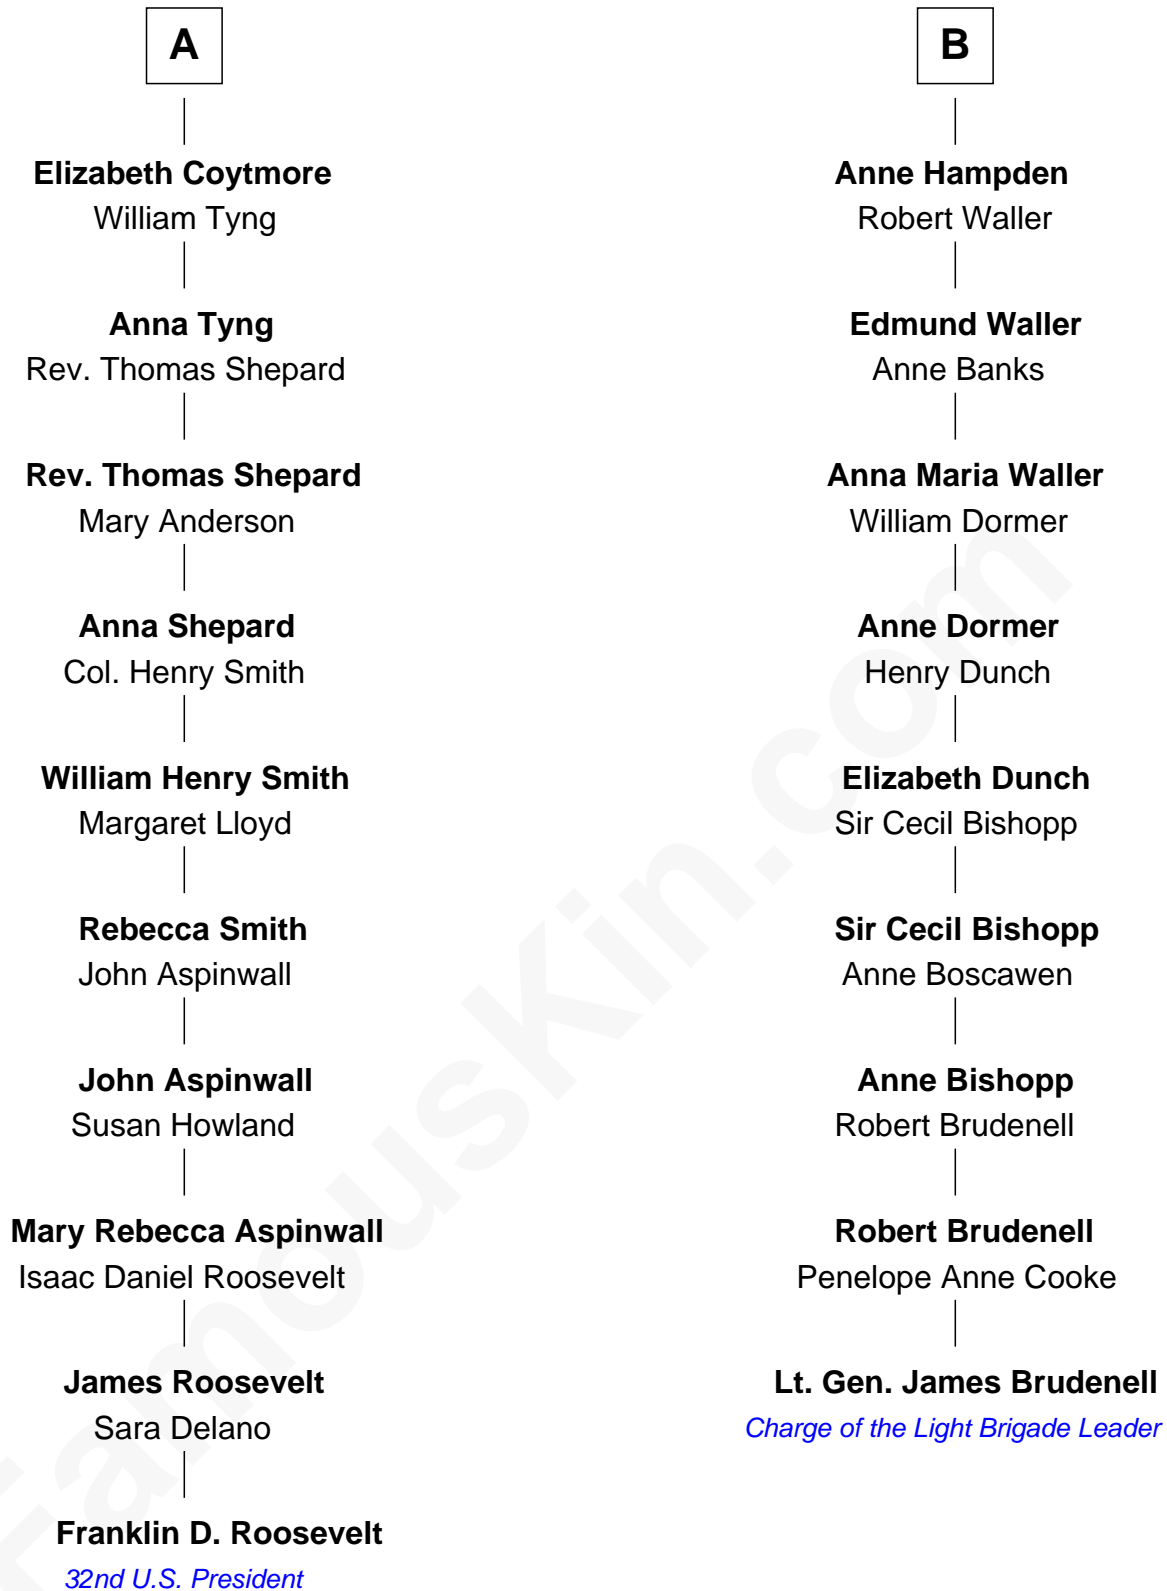 A
Elizabeth Coytmore
William Tyng
Anna Tyng
Rev. Thomas Shepard
Rev. Thomas Shepard
Mary Anderson
Anna Shepard
Col. Henry Smith
William Henry Smith
Margaret Lloyd
Rebecca Smith
John Aspinwall
John Aspinwall
Susan Howland
Mary Rebecca Aspinwall
Isaac Daniel Roosevelt
James Roosevelt
Sara Delano
Franklin D. Roosevelt
32nd U.S. President
B
Anne Hampden
Robert Waller
Edmund Waller
Anne Banks
Anna Maria Waller
William Dormer
Anne Dormer
Henry Dunch
Elizabeth Dunch
Sir Cecil Bishopp
Sir Cecil Bishopp
Anne Boscawen
Anne Bishopp
Robert Brudenell
Robert Brudenell
Penelope Anne Cooke
Lt. Gen. James Brudenell
Charge of the Light Brigade Leader
FamousKin.com